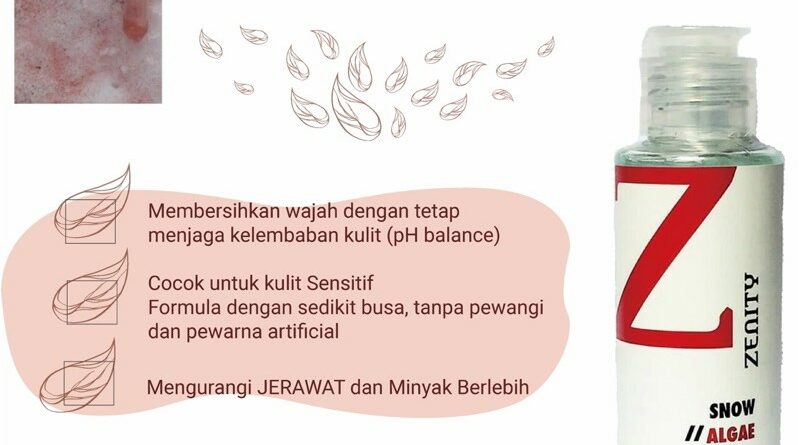 Membersihkan wajah dengan tetap
menjaga kelembaban kulit (pH balance)
Cocok untuk kulit Sensitif
Formula dengan sedikit busa, tanpa pewangi
dan pewarna artificial
Mengurangi JERAWAT dan Minyak Berlebih
Z
ZENITY
SNOW
// ALGAE